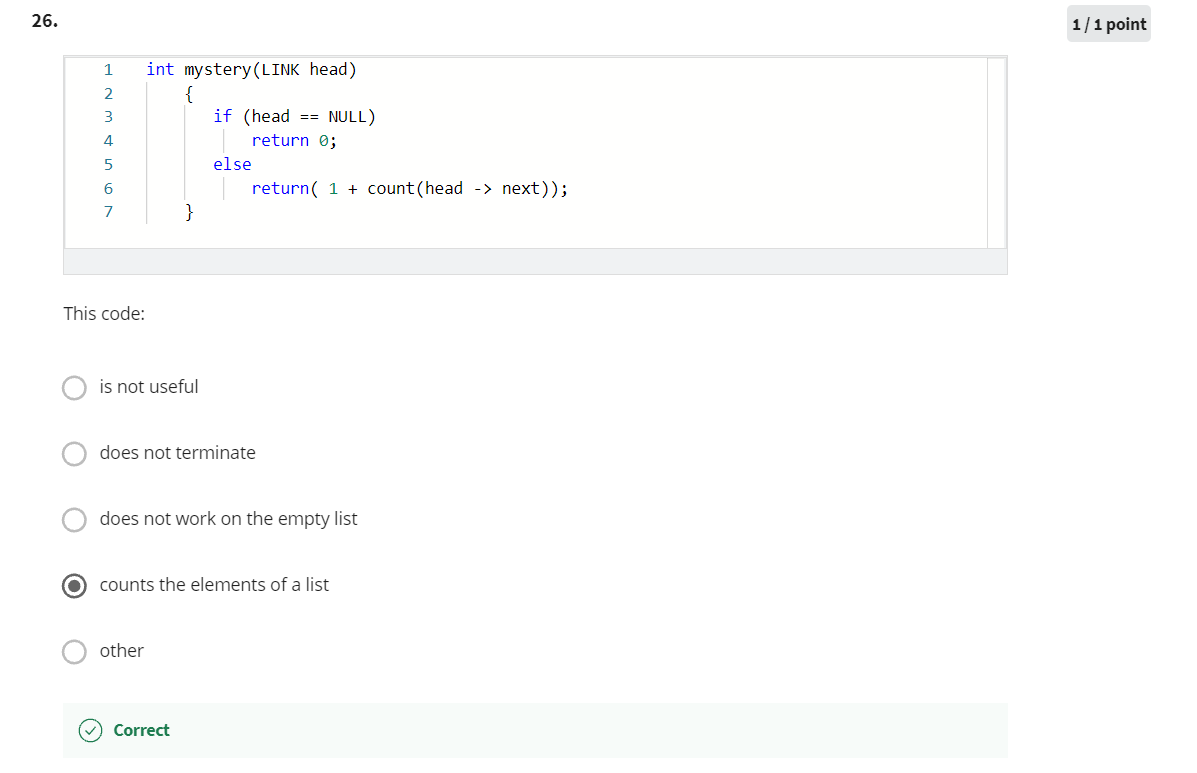 26.
1 / 1 point
1 int mystery(LINK head)
2 {
3 if (head == NULL)
4 return 0;
5 else
6 return( 1 + count(head -> next));
7 }
This code:
is not useful
does not terminate
does not work on the empty list
counts the elements of a list
other
Correct